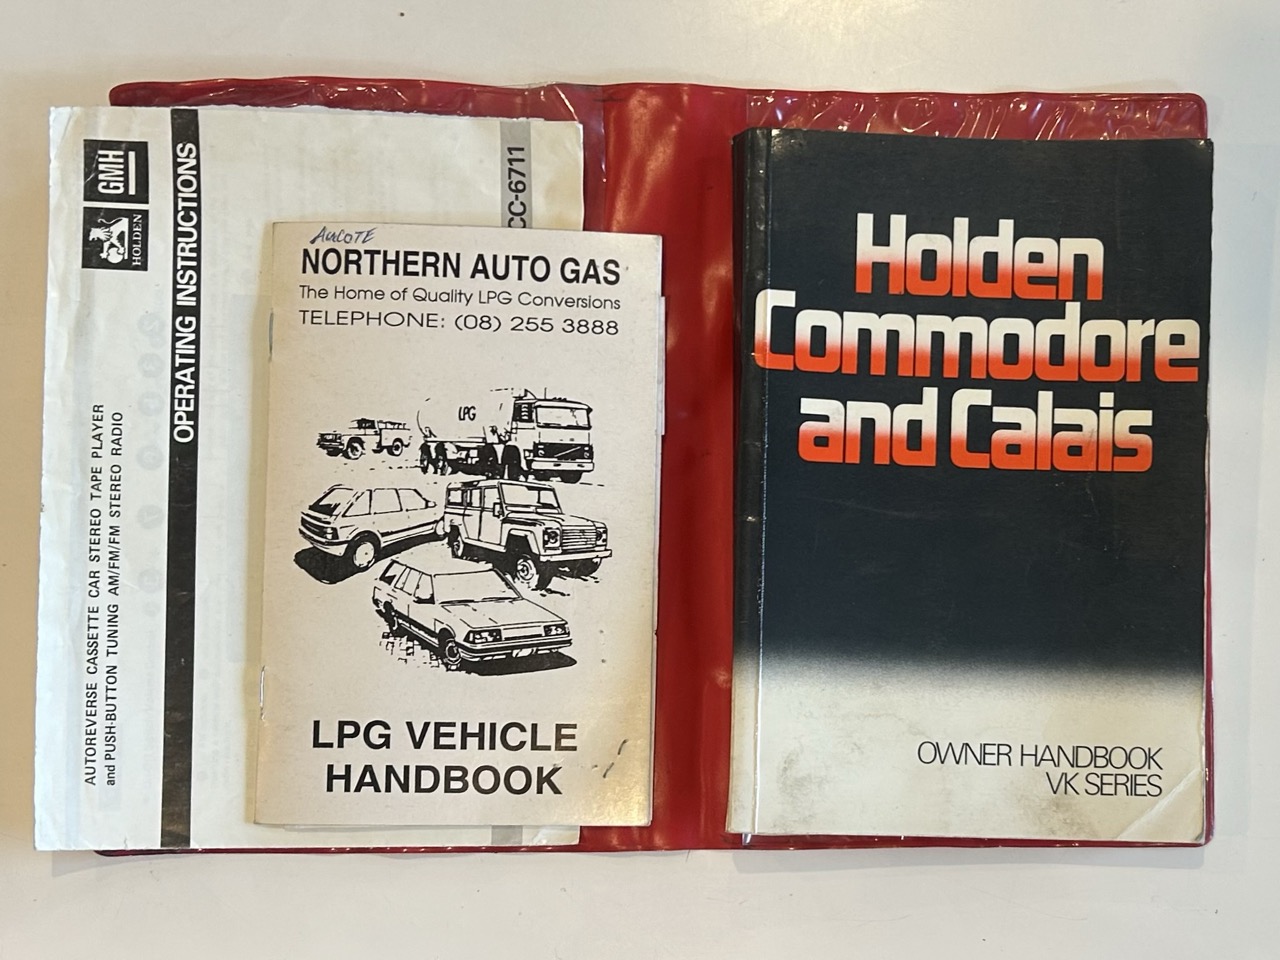 GMH
HOLDEN
OPERATING INSTRUCTIONS
AUTOREVERSE CASSETTE CAR STEREO TAPE PLAYER
and PUSH-BUTTON TUNING AM/FM/FM STEREO RADIO
CC-6711
AUCOTE
NORTHERN AUTO GAS
The Home of Quality LPG Conversions
TELEPHONE: (08) 255 3888
LPG
LPG VEHICLE
HANDBOOK
Holden
Commodore
and Calais
OWNER HANDBOOK
VK SERIES